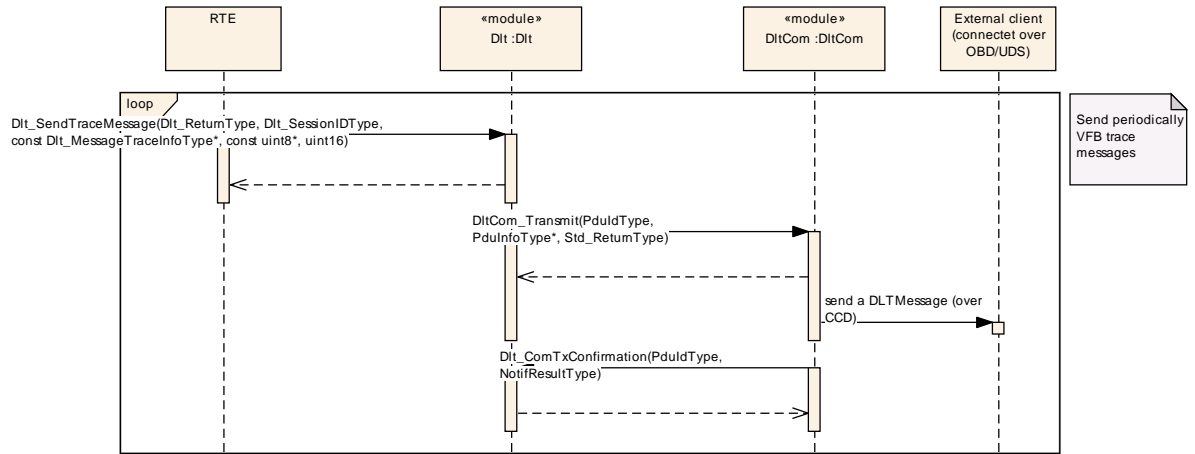 RTE
«module»
Dlt :Dlt
«module»
DltCom :DltCom
External client
(connectet over
OBD/UDS)
loop
Send periodically
VFB trace
messages
Dlt_SendTraceMessage(Dlt_ReturnType, Dlt_SessionIDType,
const Dlt_MessageTraceInfoType*, const uint8*, uint16)
DltCom_Transmit(PduIdType,
PduInfoType*, Std_ReturnType)
send a DLTMessage (over
CCD)
Dlt_ComTxConfirmation(PduIdType,
NotifResultType)